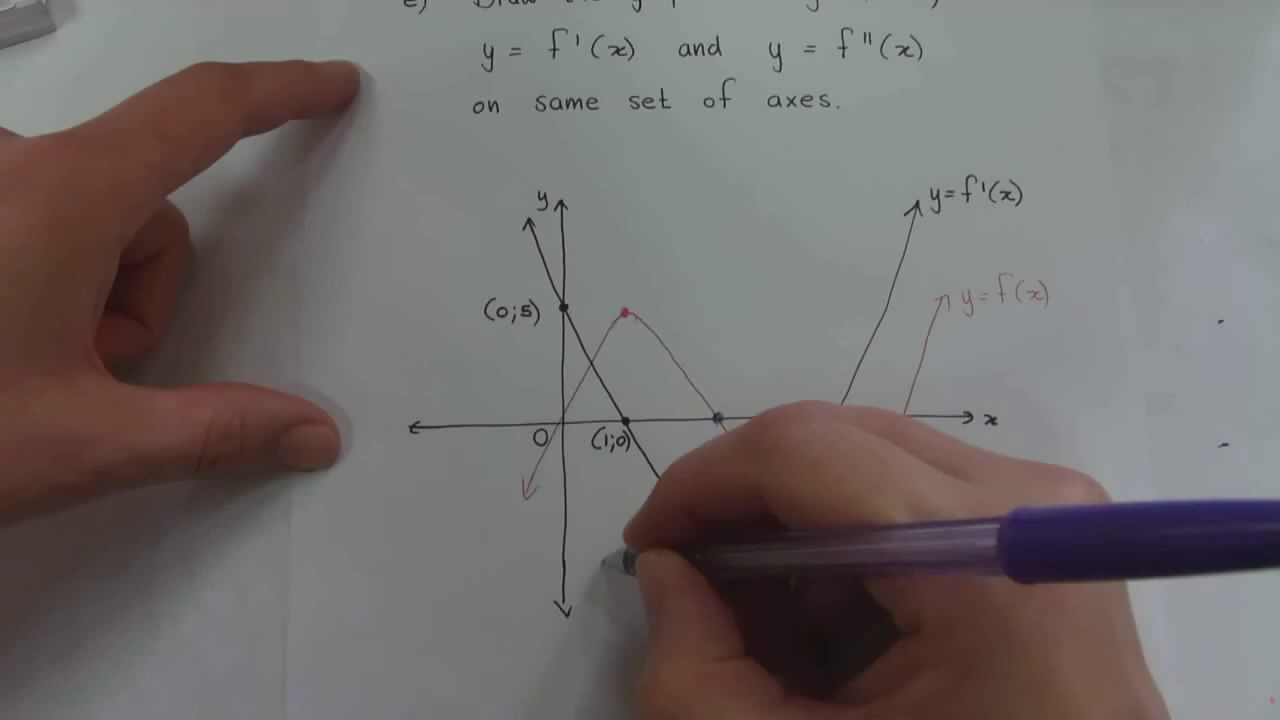 y = f'(x) and y = f"(x)
on same set of axes.
y
y=f'(x)
y=f(x)
(0;5)
x
0
(1;0)